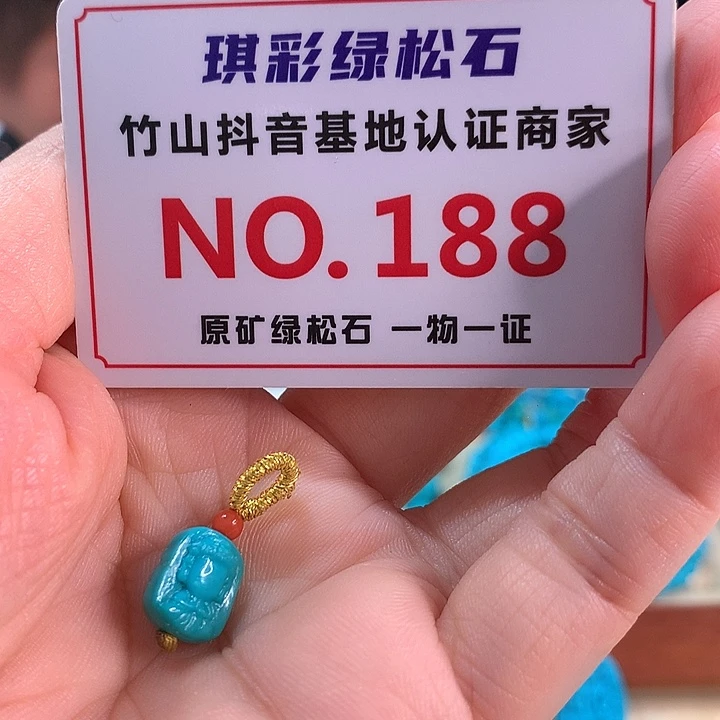 琪彩绿松石
竹山抖音基地认证商家
NO.188
原矿绿松石 一物一证